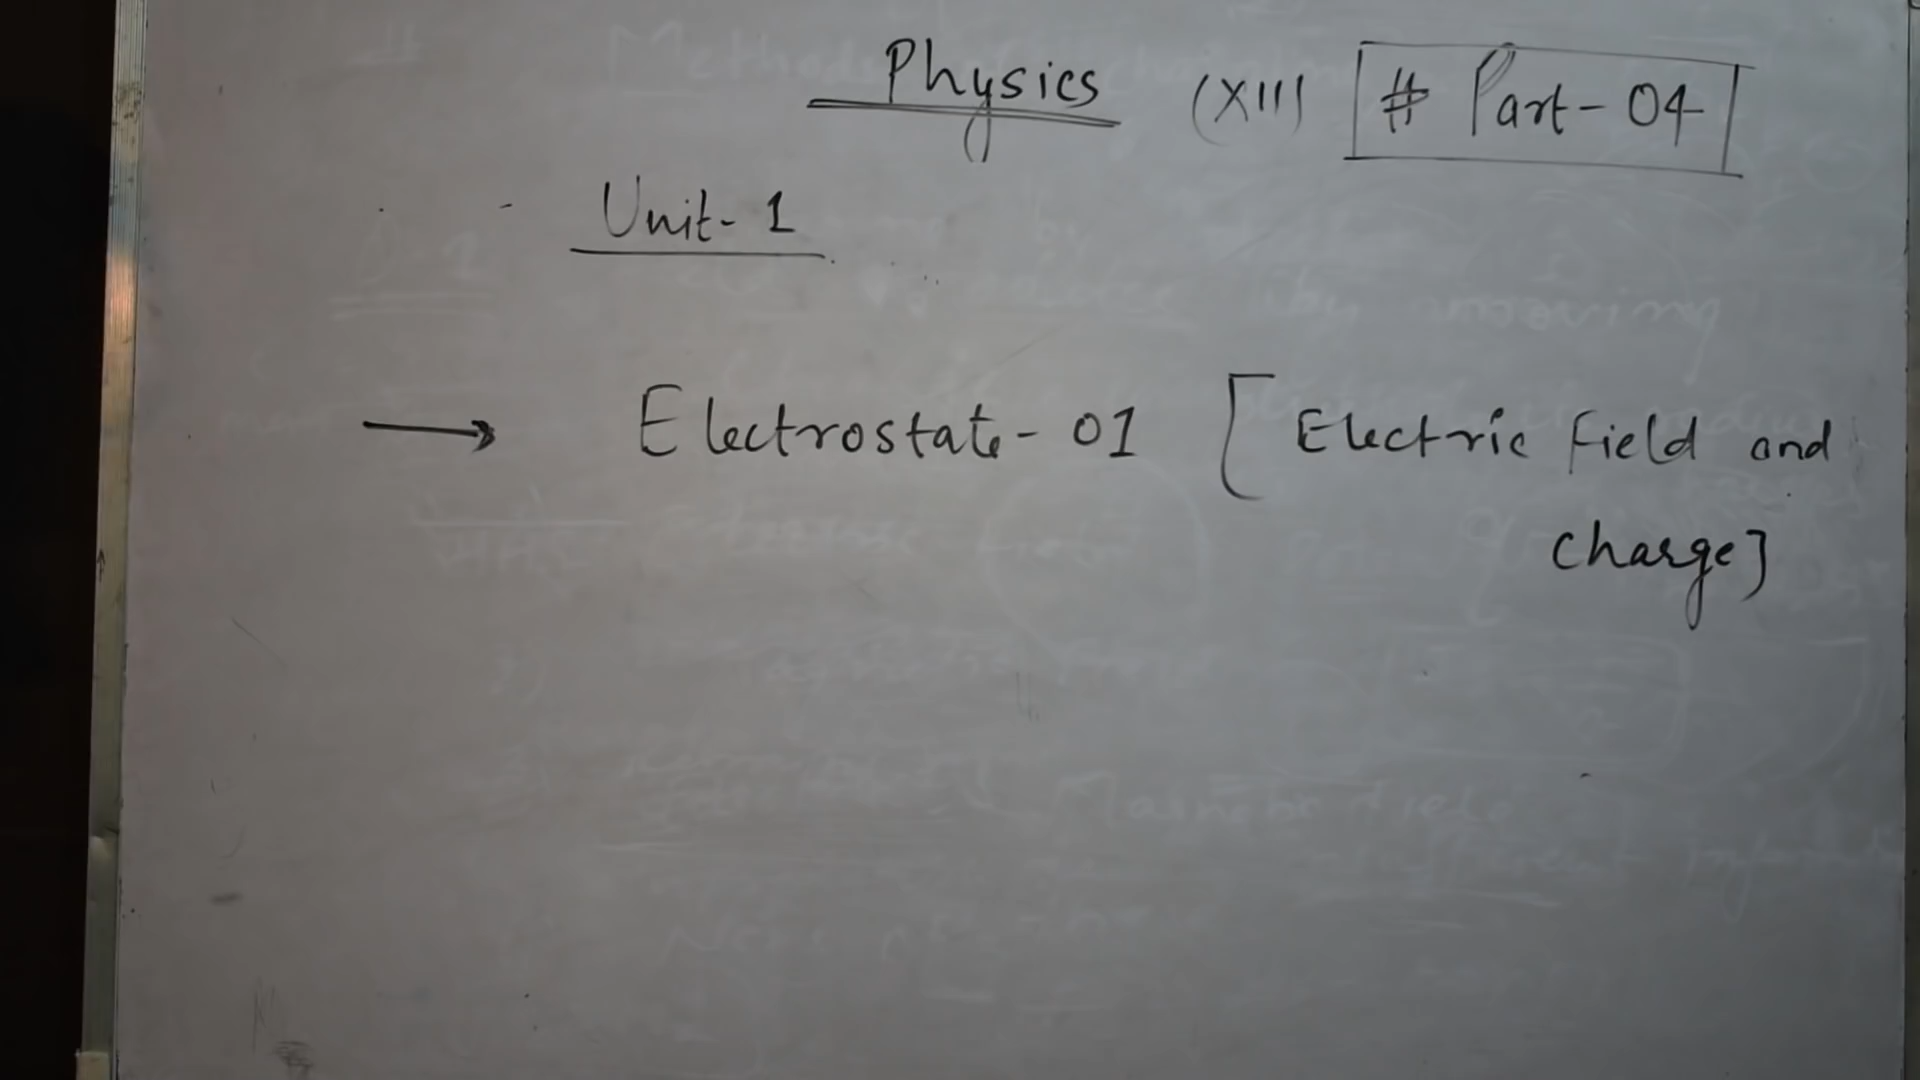 Physics (XII) # Part-04
Unit-1
→ Electrostate-01 [Electric Field and
charge]